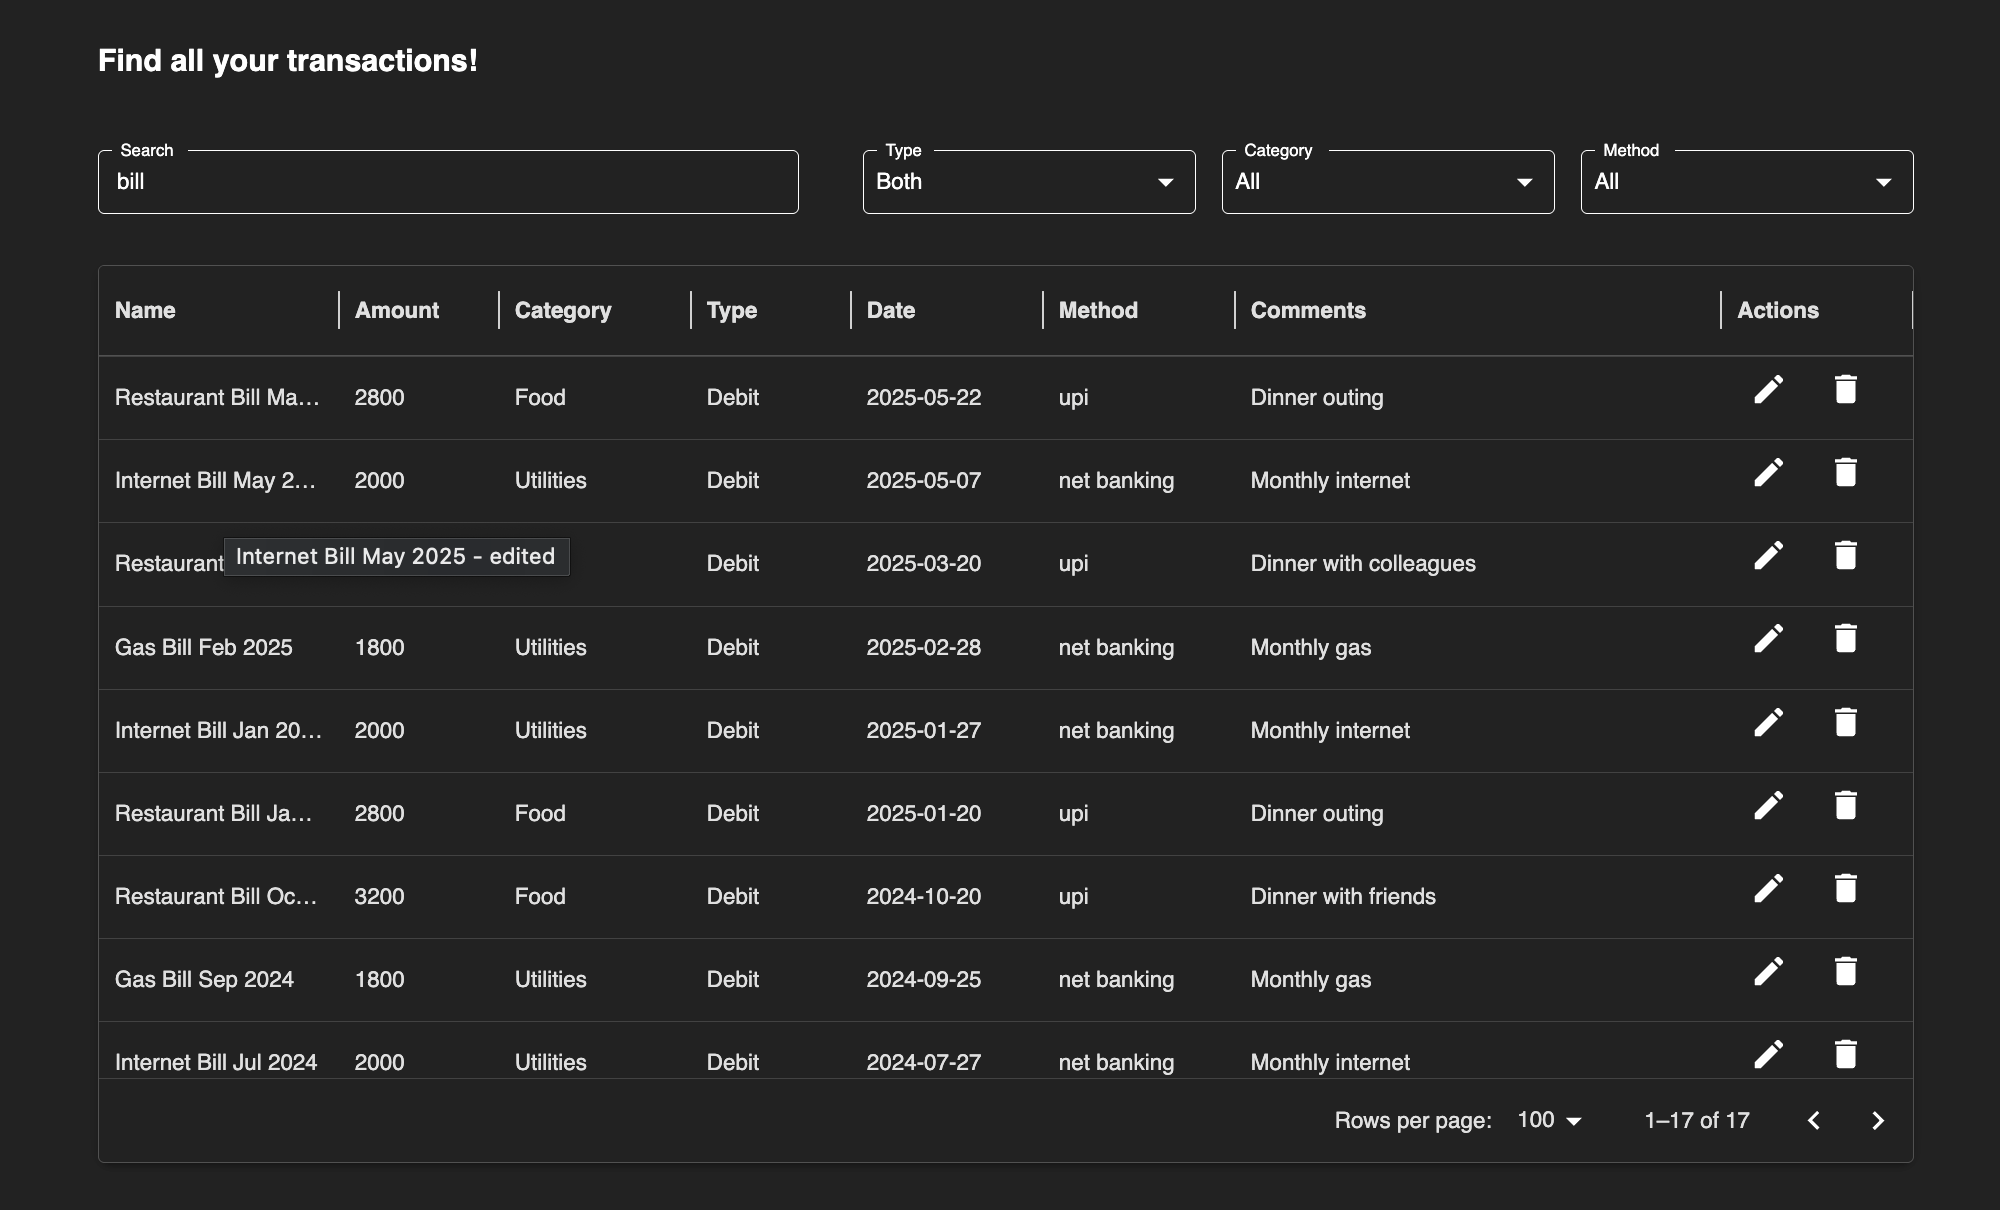 Find all your transactions!
Search Type Category Method
bill Both All All
Name Amount Category Type Date Method Comments Actions
Restaurant Bill Ma... 2800 Food Debit 2025-05-22 upi Dinner outing
Internet Bill May 2... 2000 Utilities Debit 2025-05-07 net banking Monthly internet
Internet Bill May 2025 - edited
Restaurant Debit 2025-03-20 upi Dinner with colleagues
Gas Bill Feb 2025 1800 Utilities Debit 2025-02-28 net banking Monthly gas
Internet Bill Jan 20... 2000 Utilities Debit 2025-01-27 net banking Monthly internet
Restaurant Bill Ja... 2800 Food Debit 2025-01-20 upi Dinner outing
Restaurant Bill Oc... 3200 Food Debit 2024-10-20 upi Dinner with friends
Gas Bill Sep 2024 1800 Utilities Debit 2024-09-25 net banking Monthly gas
Internet Bill Jul 2024 2000 Utilities Debit 2024-07-27 net banking Monthly internet
Rows per page: 100 1–17 of 17